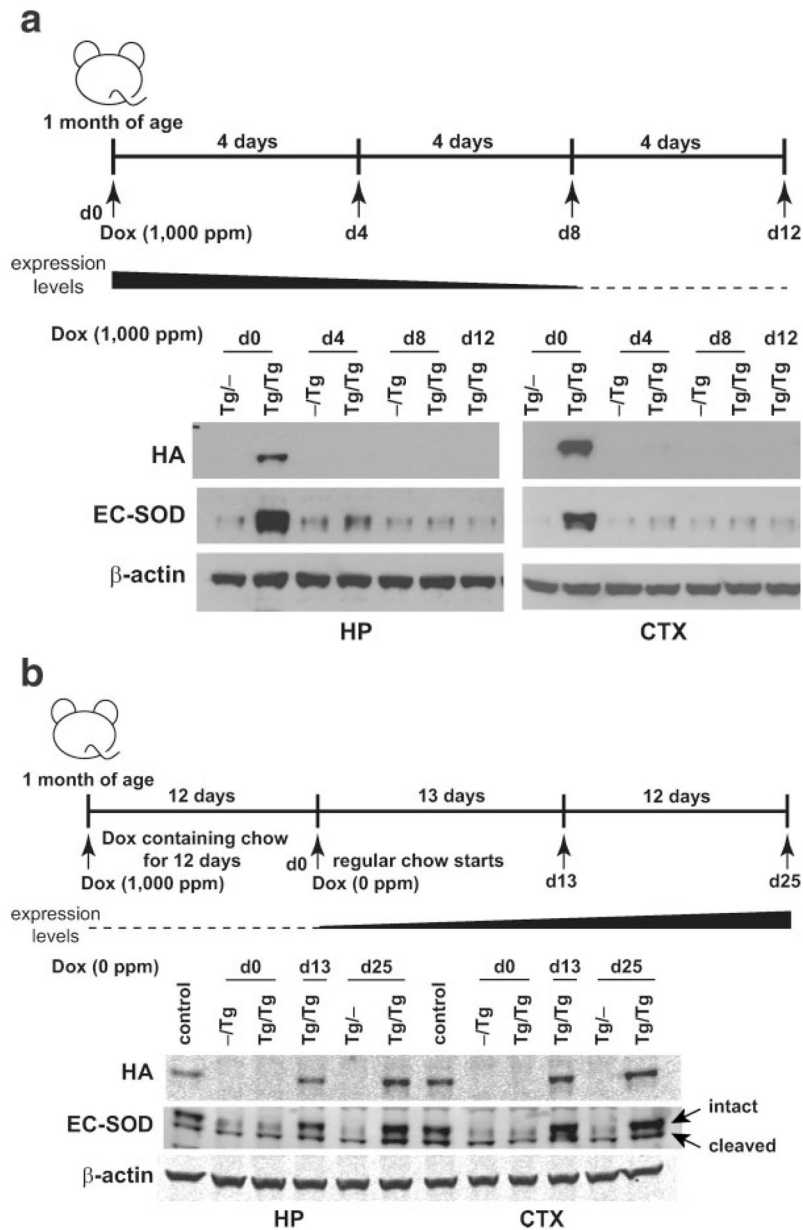 a
1 month of age
4 days 4 days 4 days
d0
Dox (1,000 ppm) d4 d8 d12
expression
levels
Dox (1,000 ppm) d0 d4 d8 d12 d0 d4 d8 d12
Tg/– Tg/Tg –/Tg Tg/Tg –/Tg Tg/Tg Tg/Tg Tg/– Tg/Tg –/Tg Tg/Tg –/Tg Tg/Tg Tg/Tg
HA
EC-SOD
β-actin
HP CTX
b
1 month of age
12 days 13 days 12 days
Dox containing chow
for 12 days d0 regular chow starts
Dox (1,000 ppm) Dox (0 ppm) d13 d25
expression
levels
Dox (0 ppm) d0 d13 d25 d0 d13 d25
control –/Tg Tg/Tg Tg/Tg Tg/– Tg/Tg control –/Tg Tg/Tg Tg/Tg Tg/– Tg/Tg
HA
intact
EC-SOD
cleaved
β-actin
HP CTX